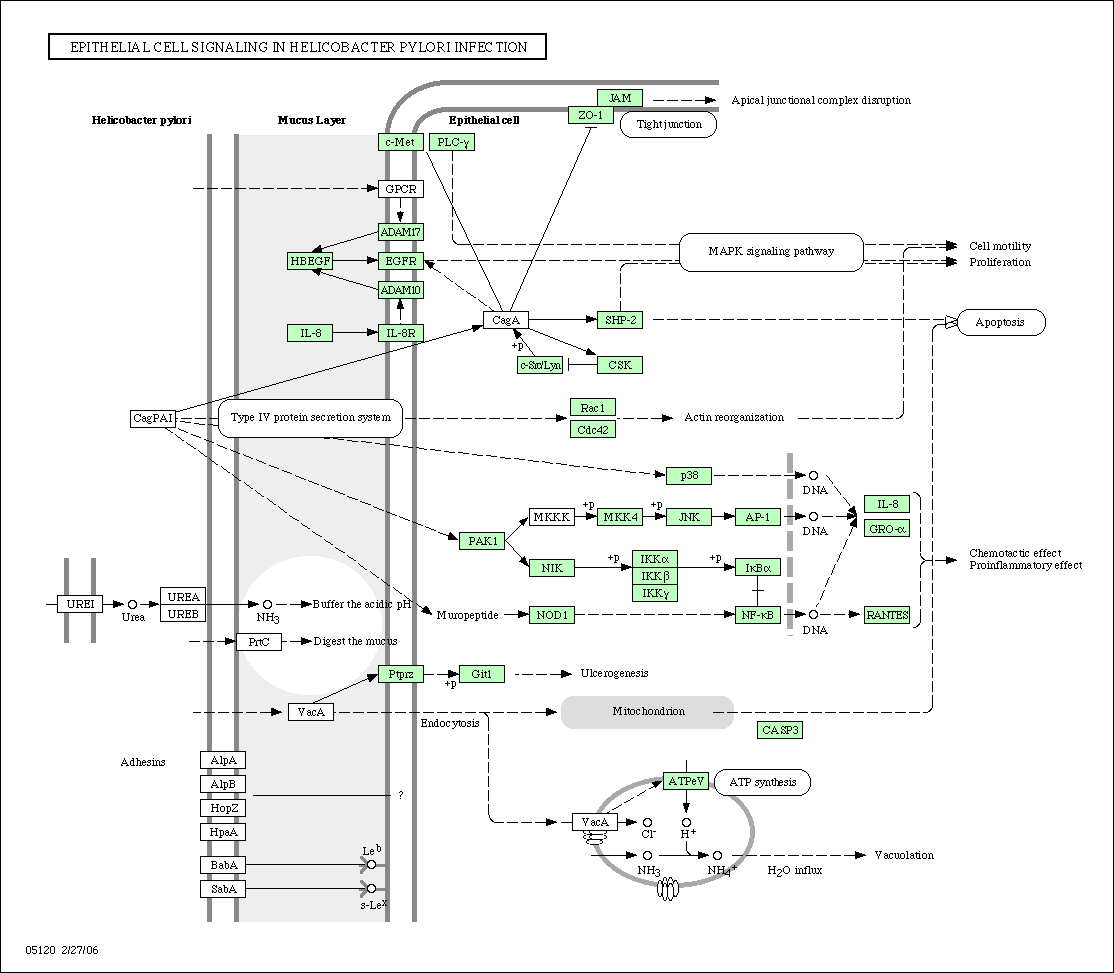 EPITHELIAL CELL SIGNALING IN HELICOBACTER PYLORI INFECTION
JAM
Apical junctional complex disruption
ZO-1
Tight junction
Helicobacter pylori
Mucus Layer
Epithelial cell
c-Met
PLC-γ
GPCR
ADAM17
HBEGF
EGFR
ADAM10
MAPK signaling pathway
Cell motility
Proliferation
IL-8
IL-8R
CagA
SHP-2
Apoptosis
+p
c-Src/Lyn
CSK
CagPAI
Type IV protein secretion system
Rac1
Cdc42
Actin reorganization
p38
DNA
MKKK
+p
MKK4
+p
JNK
AP-1
DNA
IL-8
GRO-α
PAK1
NIK
+p
IKKα
IKKβ
IKKγ
+p
IκBα
Chemotactic effect
Proinflammatory effect
UREI
Urea
UREA
UREB
NH3
Buffer the acidic pH
Muropeptide
NOD1
NF-κB
DNA
RANTES
PrtC
Digest the mucus
Ptprz
+p
Git1
Ulcerogenesis
VacA
Endocytosis
Mitochondrion
CASP3
Adhesins
AlpA
AlpB
HopZ
HpaA
BabA
SabA
?
Le b
s-Le x
ATPeV
ATP synthesis
VacA
Cl-
H+
NH3
NH4+
H2O influx
Vacuolation
05120 2/27/06